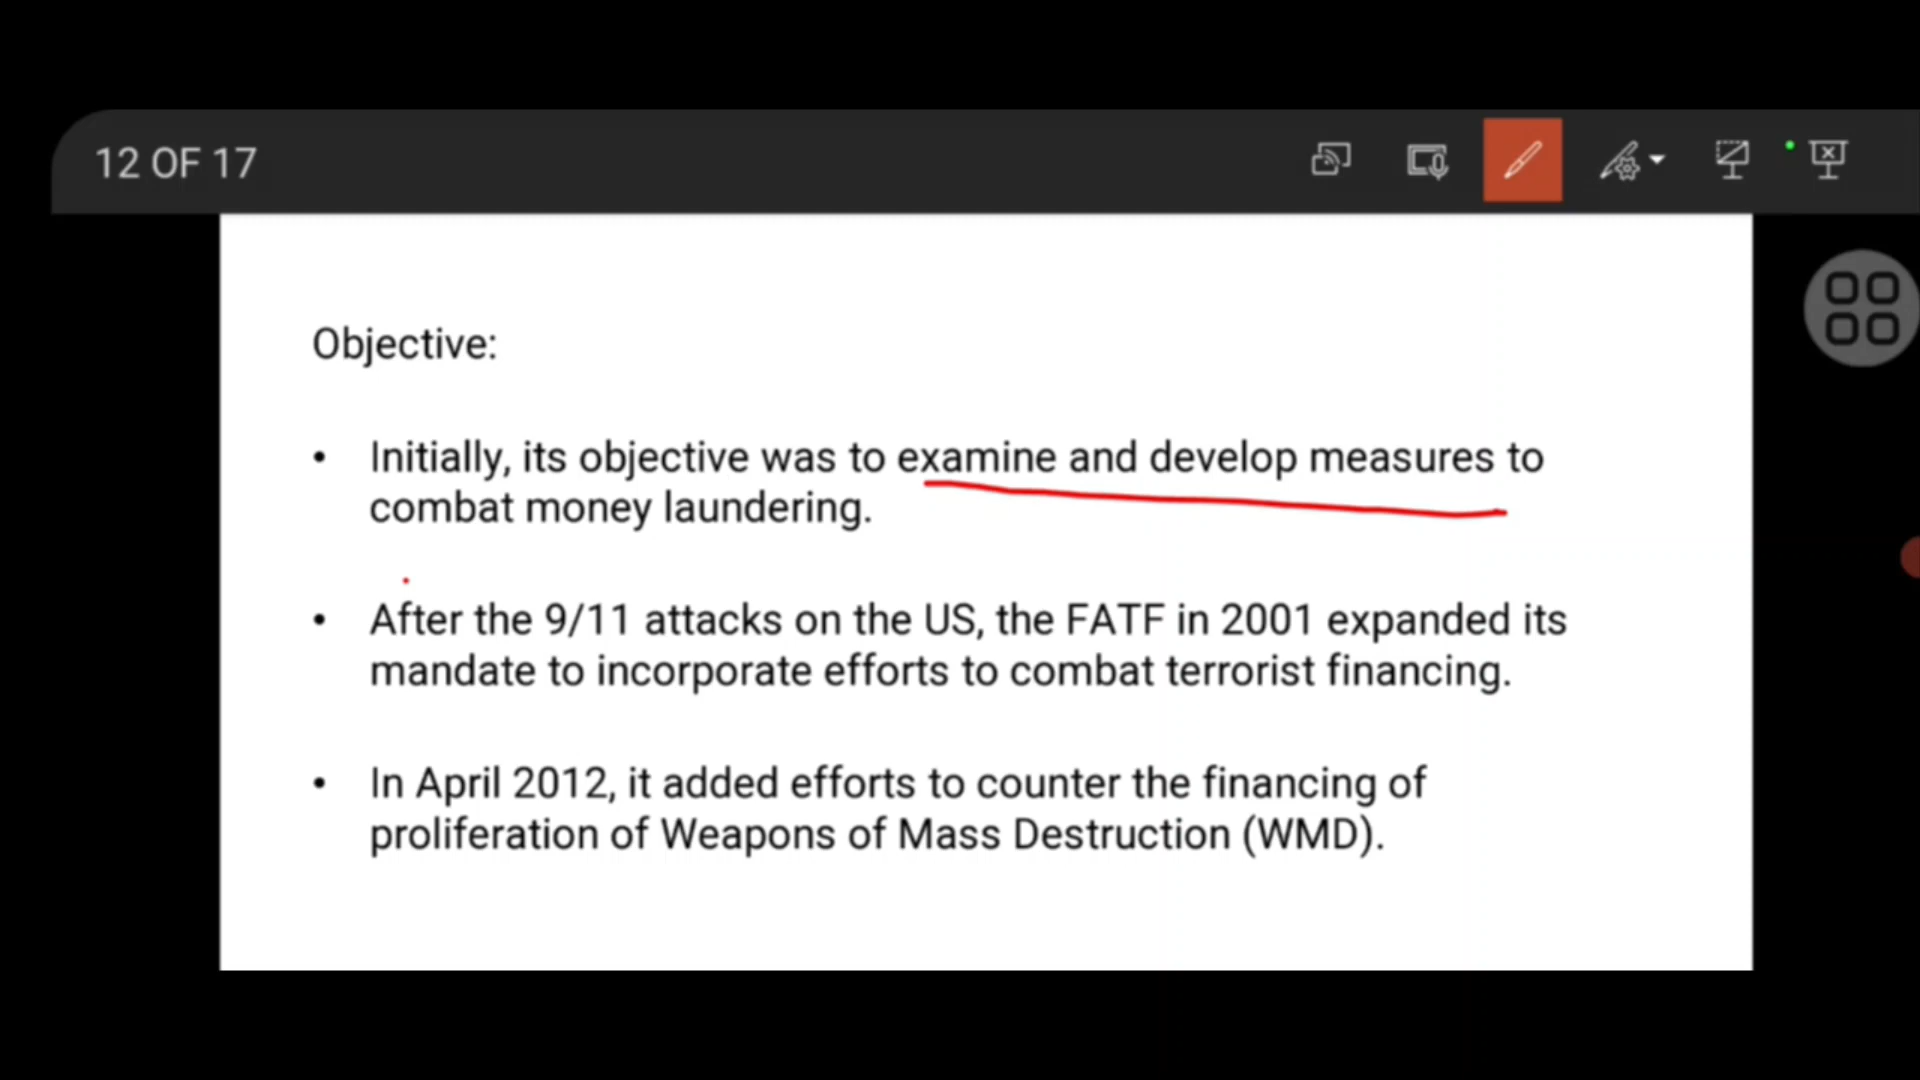 12 OF 17
Objective:
• Initially, its objective was to examine and develop measures to
combat money laundering.
• After the 9/11 attacks on the US, the FATF in 2001 expanded its
mandate to incorporate efforts to combat terrorist financing.
• In April 2012, it added efforts to counter the financing of
proliferation of Weapons of Mass Destruction (WMD).